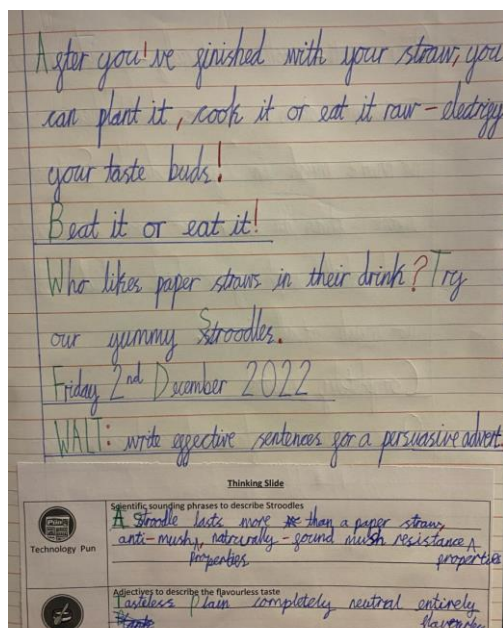 After you've finished with your straw, you
can plant it, cook it or eat it raw - electrify
your taste buds!
Beat it or eat it!
Who likes paper straws in their drink? Try
our yummy Stroodles.
Friday 2nd December 2022
WALT: write effective sentences for a persuasive advert.
Thinking Slide
Pun
Technology Pun
Scientific sounding phrases to describe Stroodles
A Stroodle lasts more than a paper straw,
anti-mush, naturally-found mush resistance
properties properties
Adjectives to describe the flavourless taste
Tasteless Plain completely neutral entirely